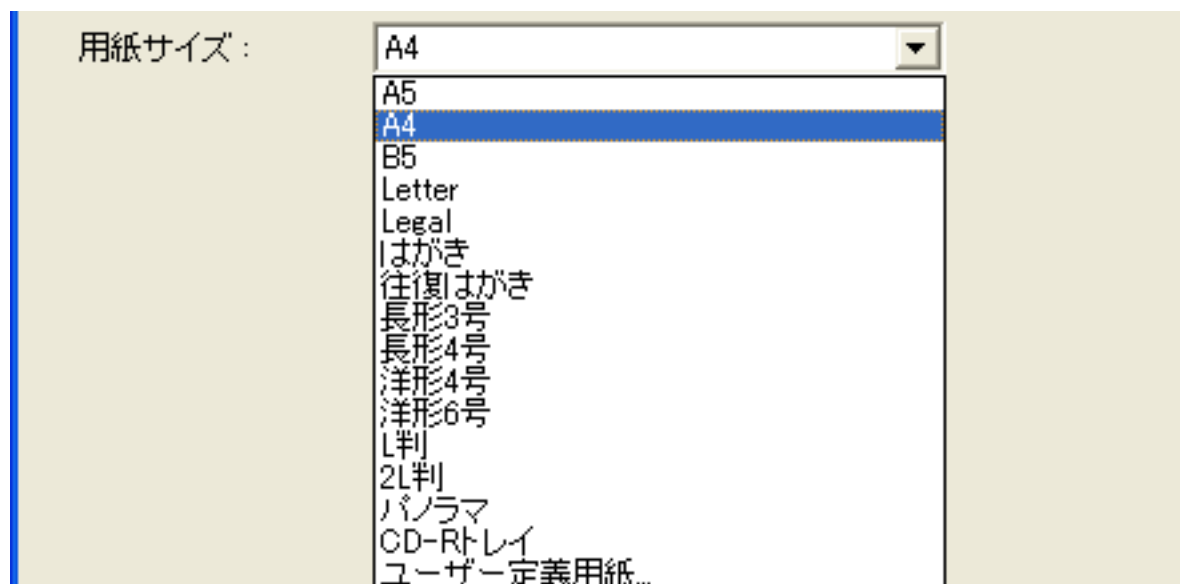 用紙サイズ： A4
A5
A4
B5
Letter
Legal
はがき
往復はがき
長形3号
長形4号
洋形4号
洋形6号
L判
2L判
パノラマ
CD-Rトレイ
ユーザー定義用紙...